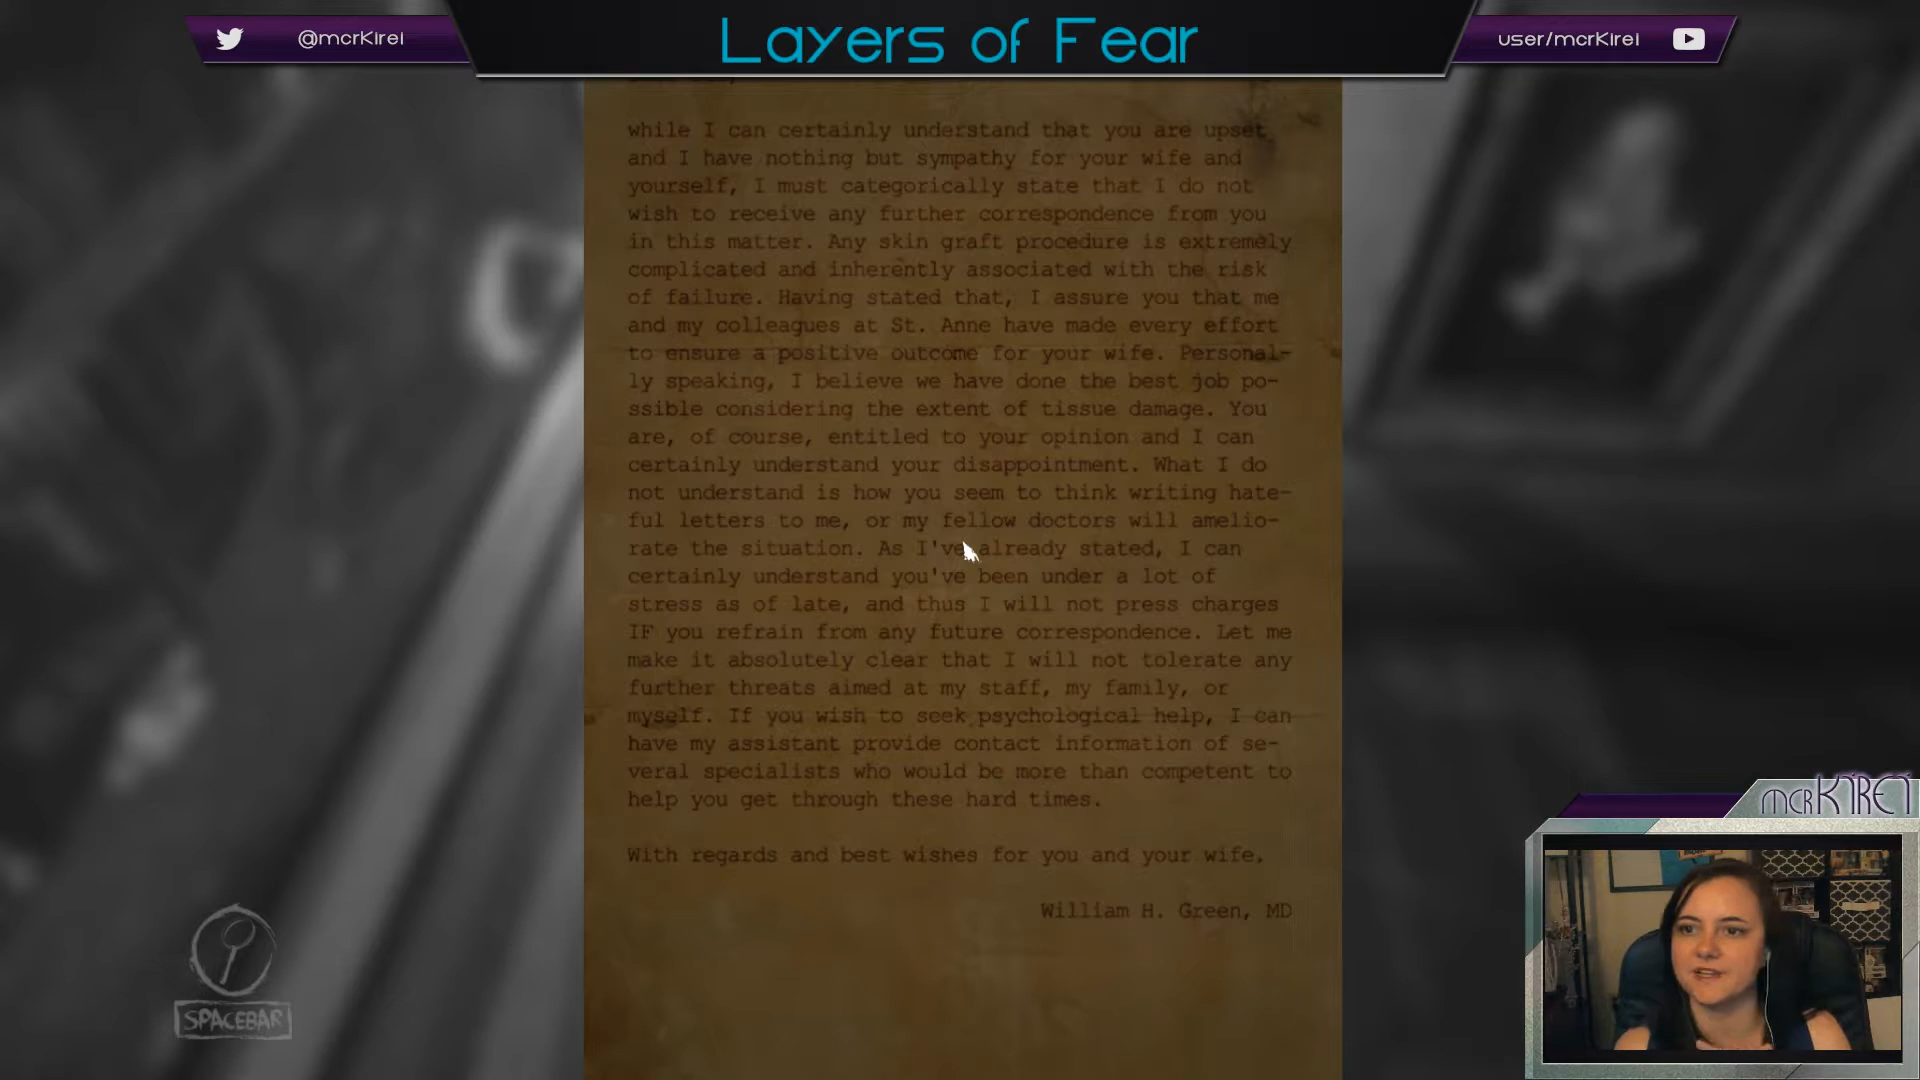 @mcrKirei
Layers of Fear
user/mcrKirei
while I can certainly understand that you are upset
and I have nothing but sympathy for your wife and
yourself, I must categorically state that I do not
wish to receive any further correspondence from you
in this matter. Any skin graft procedure is extremely
complicated and inherently associated with the risk
of failure. Having stated that, I assure you that me
and my colleagues at St. Anne have made every effort
to ensure a positive outcome for your wife. Personal-
ly speaking, I believe we have done the best job po-
ssible considering the extent of tissue damage. You
are, of course, entitled to your opinion and I can
certainly understand your disappointment. What I do
not understand is how you seem to think writing hate-
ful letters to me, or my fellow doctors will amelio-
rate the situation. As I've already stated, I can
certainly understand you've been under a lot of
stress as of late, and thus I will not press charges
IF you refrain from any future correspondence. Let me
make it absolutely clear that I will not tolerate any
further threats aimed at my staff, my family, or
myself. If you wish to seek psychological help, I can
have my assistant provide contact information of se-
veral specialists who would be more than competent to
help you get through these hard times.
With regards and best wishes for you and your wife,
William H. Green, MD
SPACEBAR
mcrKIREI